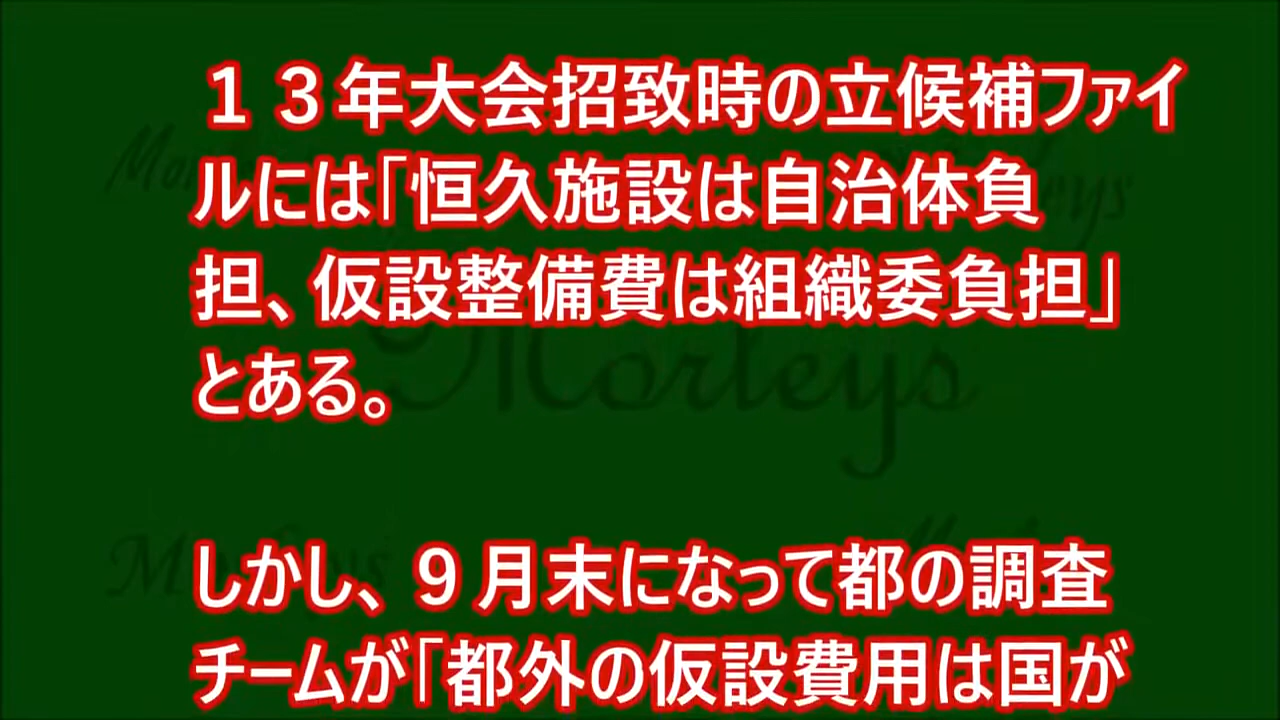 １３年大会招致時の立候補ファイ
ルには「恒久施設は自治体負
担、仮設整備費は組織委負担」
とある。
Morleys
しかし、９月末になって都の調査
チームが「都外の仮設費用は国が